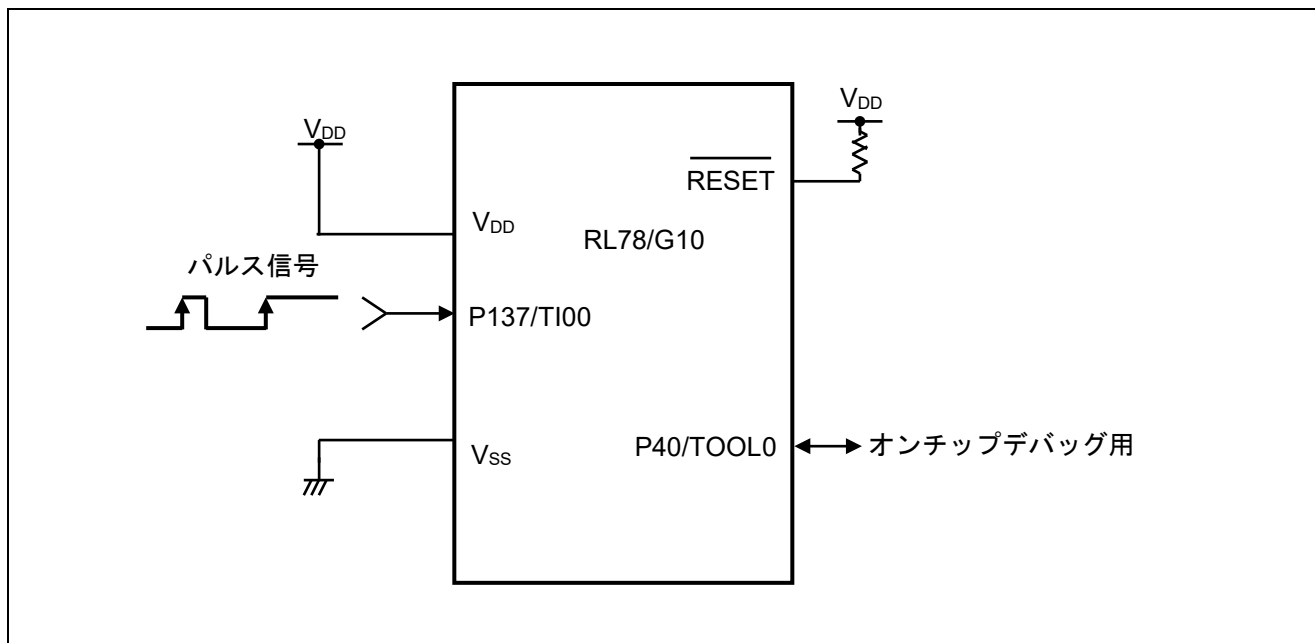 VDD
VDD
RESET
VDD
RL78/G10
パルス信号
P137/TI00
P40/TOOL0
オンチップデバッグ用
VSS